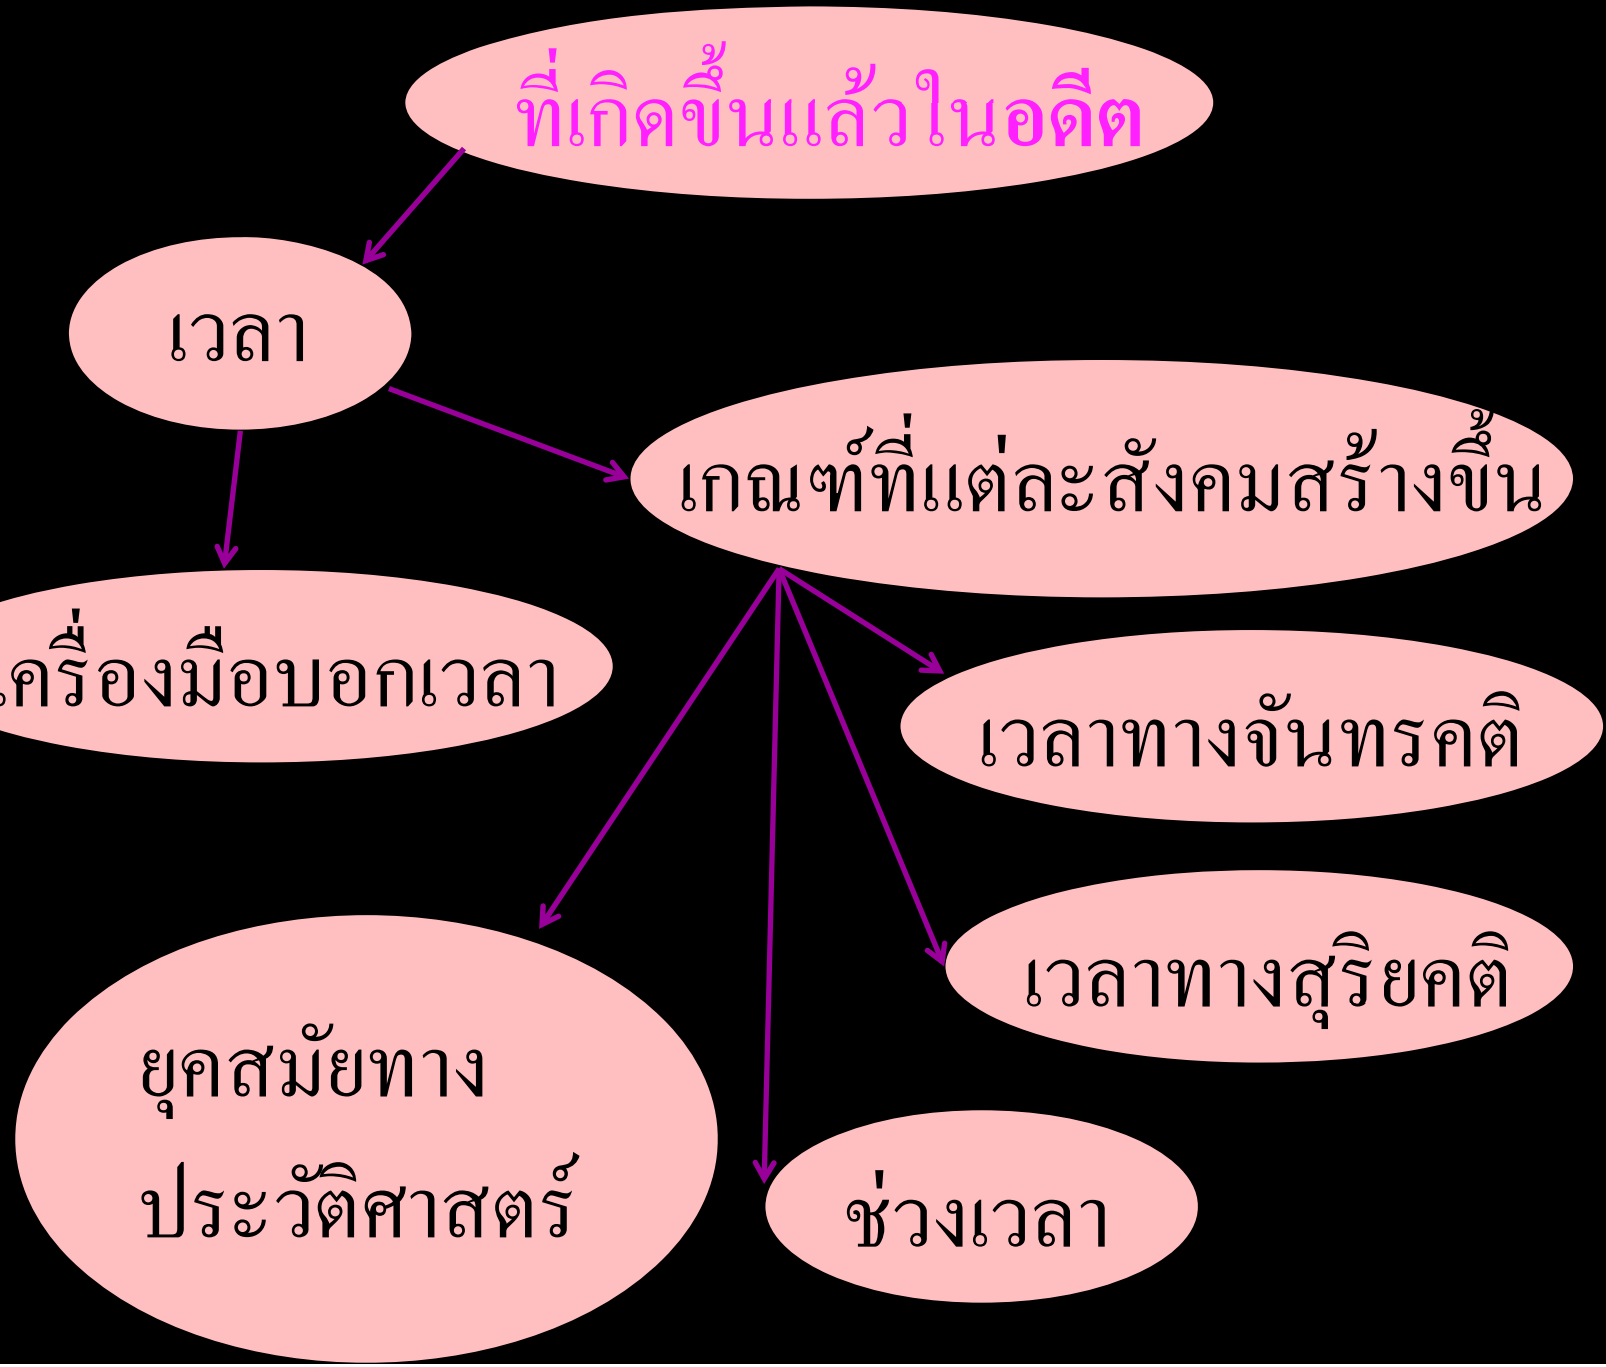 ที่เกิดขึ้นแล้วในอดีต
เวลา
เกณฑ์ที่แต่ละสังคมสร้างขึ้น
เครื่องมือบอกเวลา
เวลาทางจันทรคติ
เวลาทางสุริยคติ
ยุคสมัยทาง
ประวัติศาสตร์
ช่วงเวลา